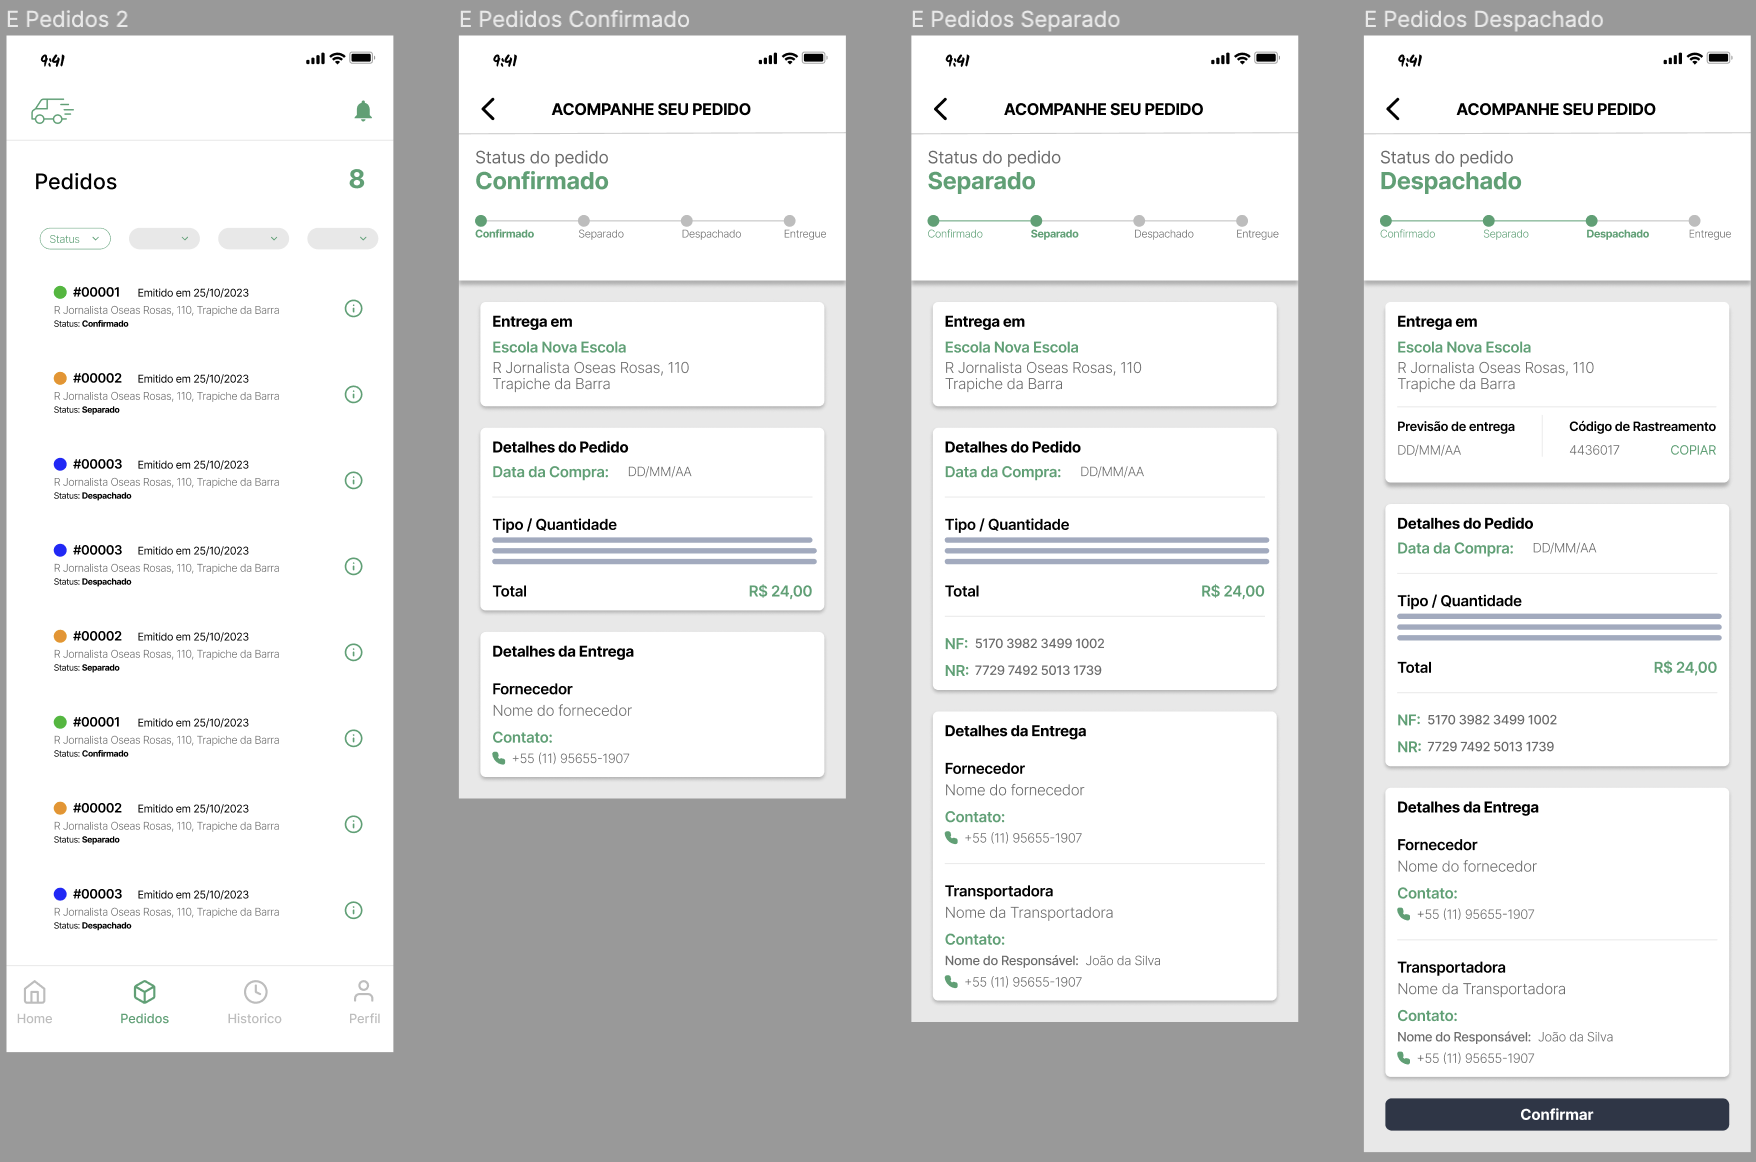 E Pedidos 2
9:41
Pedidos
8
Status
#00001 Emitido em 25/10/2023
R Jornalista Oseas Rosas, 110, Trapiche da Barra
Status: Confirmado
#00002 Emitido em 25/10/2023
R Jornalista Oseas Rosas, 110, Trapiche da Barra
Status: Separado
#00003 Emitido em 25/10/2023
R Jornalista Oseas Rosas, 110, Trapiche da Barra
Status: Despachado
#00003 Emitido em 25/10/2023
R Jornalista Oseas Rosas, 110, Trapiche da Barra
Status: Despachado
#00002 Emitido em 25/10/2023
R Jornalista Oseas Rosas, 110, Trapiche da Barra
Status: Separado
#00001 Emitido em 25/10/2023
R Jornalista Oseas Rosas, 110, Trapiche da Barra
Status: Confirmado
#00002 Emitido em 25/10/2023
R Jornalista Oseas Rosas, 110, Trapiche da Barra
Status: Separado
#00003 Emitido em 25/10/2023
R Jornalista Oseas Rosas, 110, Trapiche da Barra
Status: Despachado
Home Pedidos Historico Perfil
E Pedidos Confirmado
9:41
ACOMPANHE SEU PEDIDO
Status do pedido
Confirmado
Confirmado Separado Despachado Entregue
Entrega em
Escola Nova Escola
R Jornalista Oseas Rosas, 110
Trapiche da Barra
Detalhes do Pedido
Data da Compra: DD/MM/AA
Tipo / Quantidade
Total R$ 24,00
Detalhes da Entrega
Fornecedor
Nome do fornecedor
Contato:
+55 (11) 95655-1907
E Pedidos Separado
9:41
ACOMPANHE SEU PEDIDO
Status do pedido
Separado
Confirmado Separado Despachado Entregue
Entrega em
Escola Nova Escola
R Jornalista Oseas Rosas, 110
Trapiche da Barra
Detalhes do Pedido
Data da Compra: DD/MM/AA
Tipo / Quantidade
Total R$ 24,00
NF: 5170 3982 3499 1002
NR: 7729 7492 5013 1739
Detalhes da Entrega
Fornecedor
Nome do fornecedor
Contato:
+55 (11) 95655-1907
Transportadora
Nome da Transportadora
Contato:
Nome do Responsável: João da Silva
+55 (11) 95655-1907
E Pedidos Despachado
9:41
ACOMPANHE SEU PEDIDO
Status do pedido
Despachado
Confirmado Separado Despachado Entregue
Entrega em
Escola Nova Escola
R Jornalista Oseas Rosas, 110
Trapiche da Barra
Previsão de entrega Código de Rastreamento
DD/MM/AA 4436017 COPIAR
Detalhes do Pedido
Data da Compra: DD/MM/AA
Tipo / Quantidade
Total R$ 24,00
NF: 5170 3982 3499 1002
NR: 7729 7492 5013 1739
Detalhes da Entrega
Fornecedor
Nome do fornecedor
Contato:
+55 (11) 95655-1907
Transportadora
Nome da Transportadora
Contato:
Nome do Responsável: João da Silva
+55 (11) 95655-1907
Confirmar